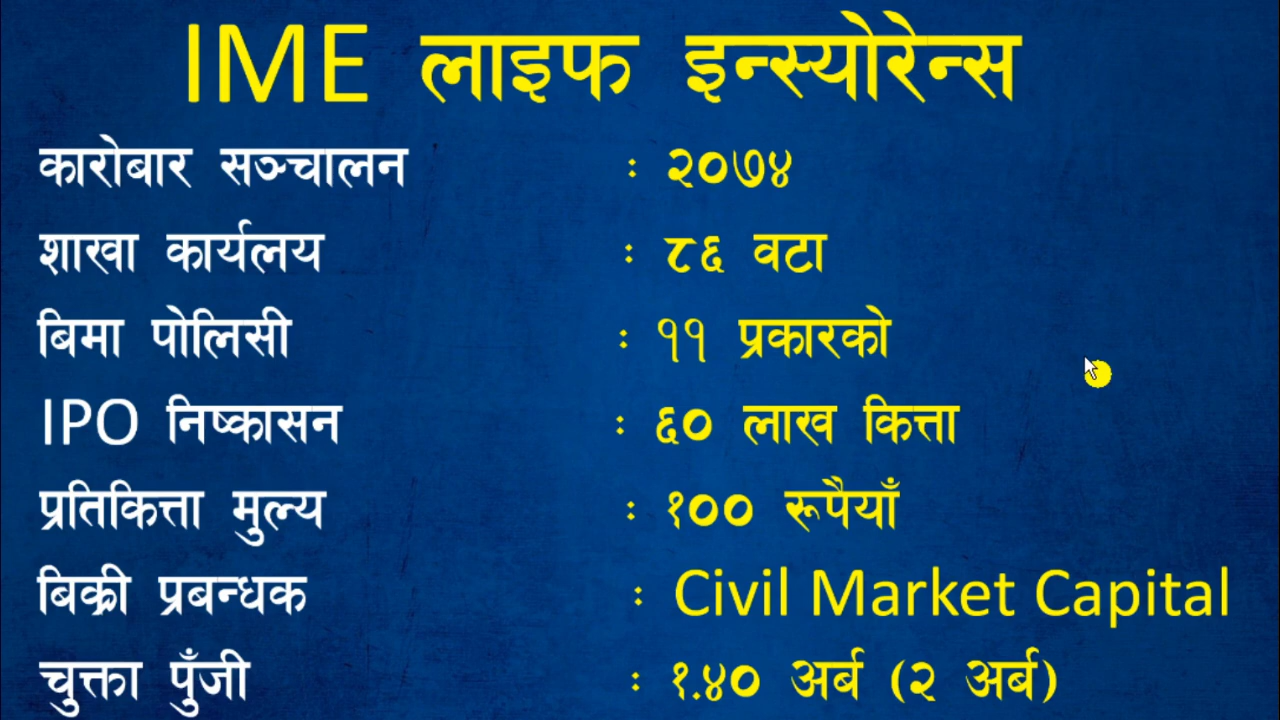 IME लाइफ इन्स्योरेन्स
कारोबार सञ्चालन : २०७४
शाखा कार्यलय : ८६ वटा
बिमा पोलिसी : ११ प्रकारको
IPO निष्कासन : ६० लाख कित्ता
प्रतिकित्ता मुल्य : १०० रूपैयाँ
बिक्री प्रबन्धक : Civil Market Capital
चुक्ता पुँजी : १.४० अर्ब (२ अर्ब)